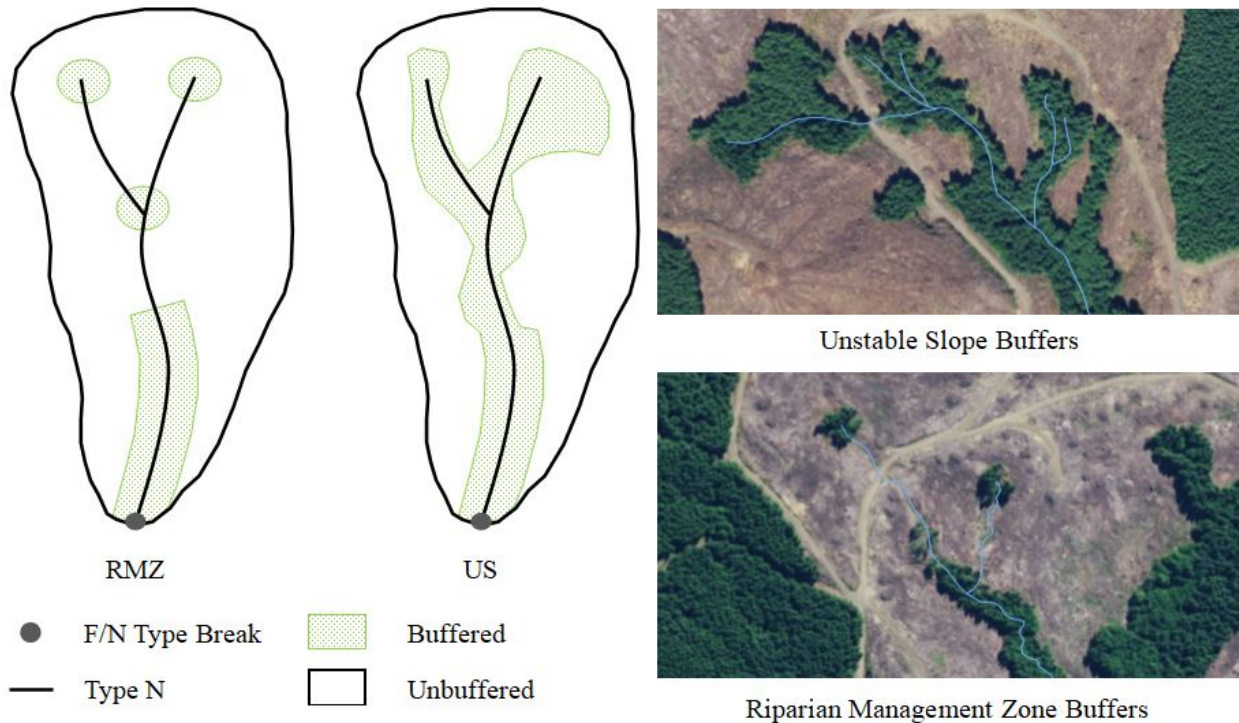 RMZ
US
F/N Type Break
Buffered
Type N
Unbuffered
Unstable Slope Buffers
Riparian Management Zone Buffers